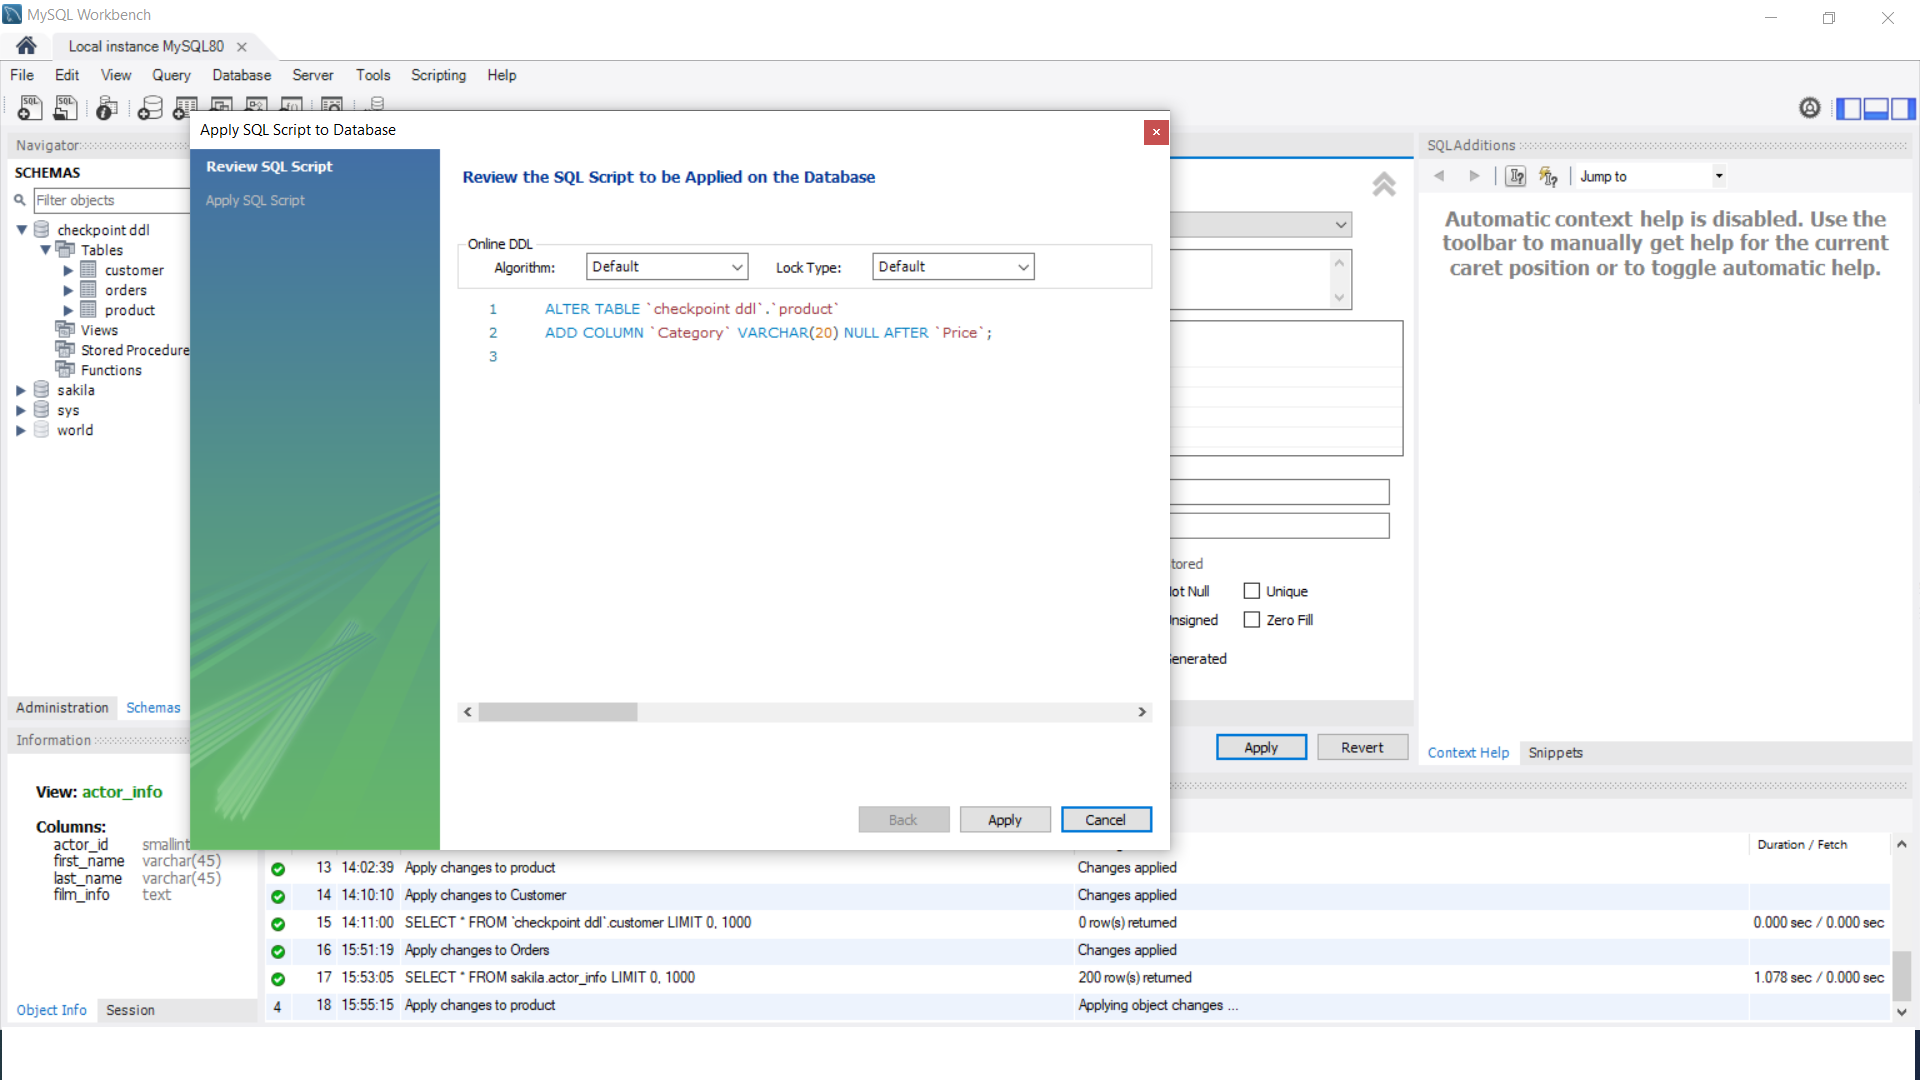 MySQL Workbench
Local instance MySQL80
File Edit View Query Database Server Tools Scripting Help
Navigator
SCHEMAS
Filter objects
checkpoint ddl
Tables
customer
orders
product
Views
Stored Procedure
Functions
sakila
sys
world
Administration Schemas
Information
View: actor_info
Columns:
actor_id smallint
first_name varchar(45)
last_name varchar(45)
film_info text
Object Info Session
Apply SQL Script to Database
Review SQL Script
Apply SQL Script
Review the SQL Script to be Applied on the Database
Online DDL
Algorithm: Default Lock Type: Default
1 ALTER TABLE `checkpoint ddl`.`product`
2 ADD COLUMN `Category` VARCHAR(20) NULL AFTER `Price`;
3
Back Apply Cancel
tored
lot Null Unique
nsigned Zero Fill
enerated
Apply Revert
SQLAdditions
Jump to
Automatic context help is disabled. Use the
toolbar to manually get help for the current
caret position or to toggle automatic help.
Context Help Snippets
Duration / Fetch
13 14:02:39 Apply changes to product Changes applied
14 14:10:10 Apply changes to Customer Changes applied
15 14:11:00 SELECT * FROM `checkpoint ddl`.customer LIMIT 0, 1000 0 row(s) returned 0.000 sec / 0.000 sec
16 15:51:19 Apply changes to Orders Changes applied
17 15:53:05 SELECT * FROM sakila.actor_info LIMIT 0, 1000 200 row(s) returned 1.078 sec / 0.000 sec
4 18 15:55:15 Apply changes to product Applying object changes ...